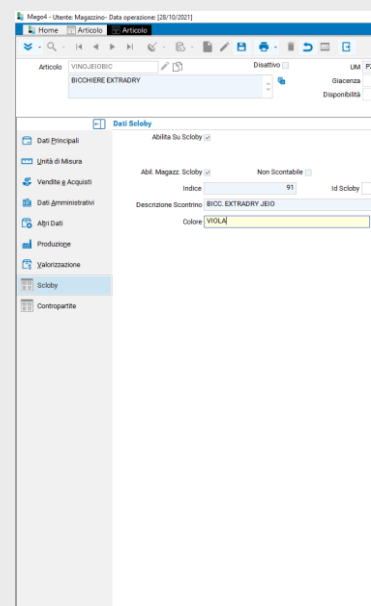 Mago4 - Utente: Magazzino- Data operazione: [28/10/2021]
Home Articolo Articolo
Articolo VINOJEIOBIC Disattivo UM
BICCHIERE EXTRADRY Giacenza
Disponibilità
Dati Scloby
Dati Principali Abilita Su Scloby
Unità di Misura
Vendite e Acquisti Abil. Magazz. Scloby Non Scontabile
Indice 91 Id Scloby
Dati Amministrativi Descrizione Scontrino BICC. EXTRADRY JEIO
Altri Dati Colore VIOLA
Produzione
Valorizzazione
Scloby
Contropartite